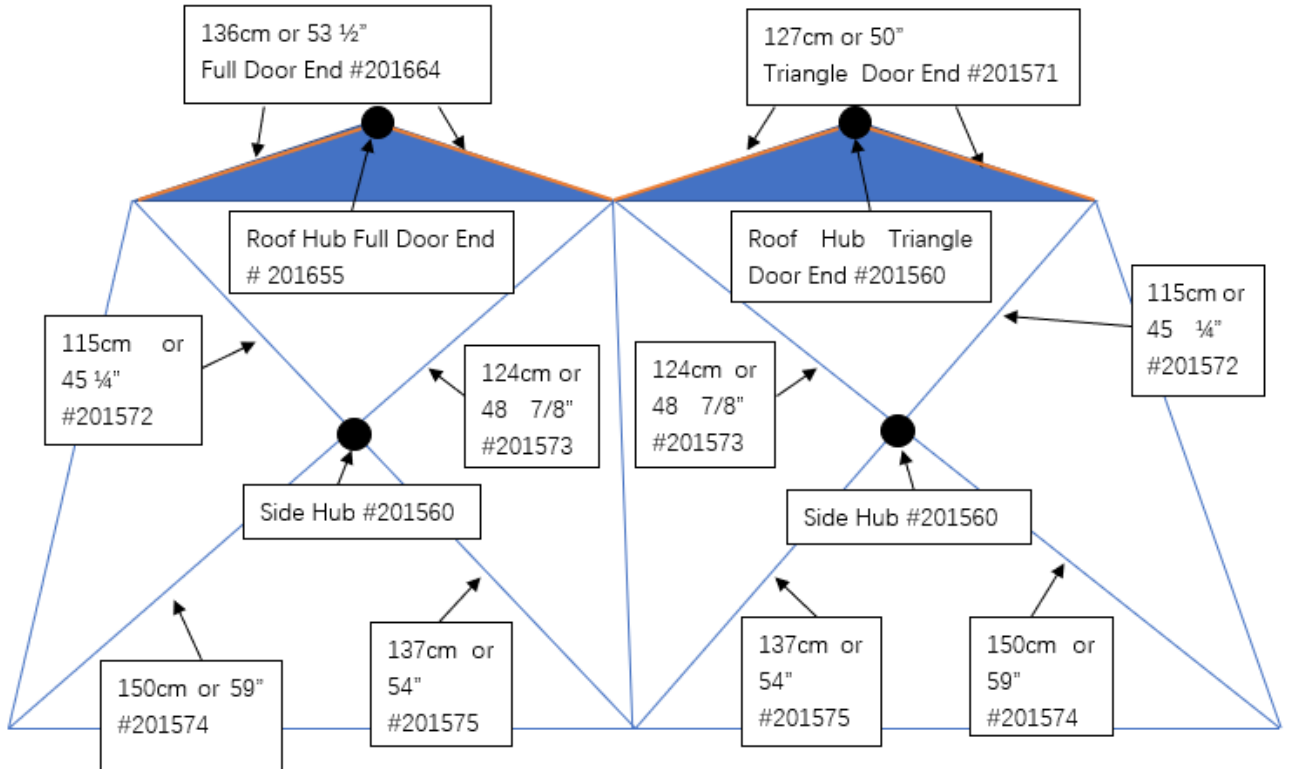 136cm or 53 ½”
Full Door End #201664
127cm or 50”
Triangle Door End #201571
Roof Hub Full Door End
# 201655
Roof Hub Triangle
Door End #201560
115cm or
45 ¼”
#201572
124cm or
48 7/8”
#201573
124cm or
48 7/8”
#201573
115cm or
45 ¼”
#201572
Side Hub #201560
Side Hub #201560
150cm or 59”
#201574
137cm or
54”
#201575
137cm or
54”
#201575
150cm or
59”
#201574